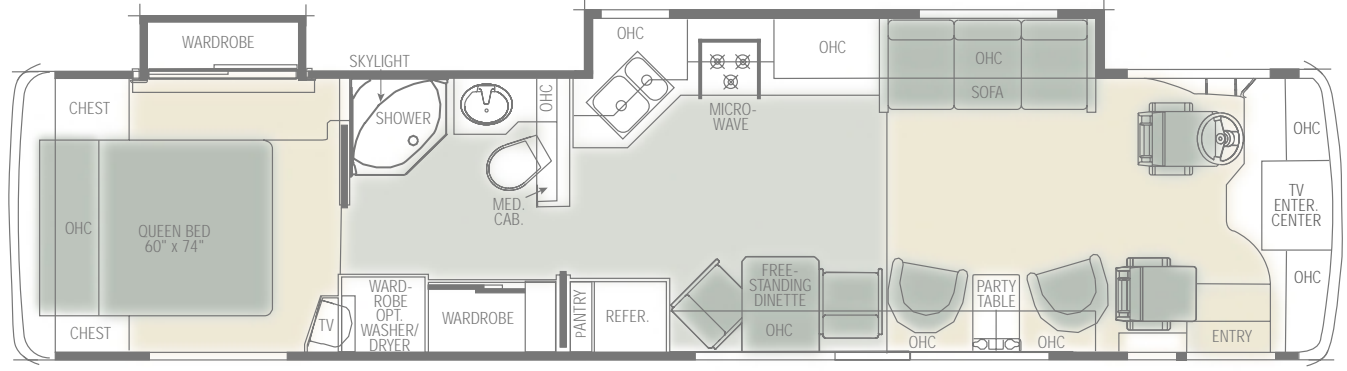 WARDROBE
SKYLIGHT
CHEST
SHOWER
OHC
OHC
OHC
OHC
SOFA
MICRO-
WAVE
OHC
MED.
CAB.
OHC
QUEEN BED
60" x 74"
TV
ENTER.
CENTER
CHEST
TV
WARD-
ROBE
OPT.
WASHER/
DRYER
WARDROBE
PANTRY
REFER.
FREE-
STANDING
DINETTE
OHC
OHC
PARTY
TABLE
OHC
ENTRY
OHC